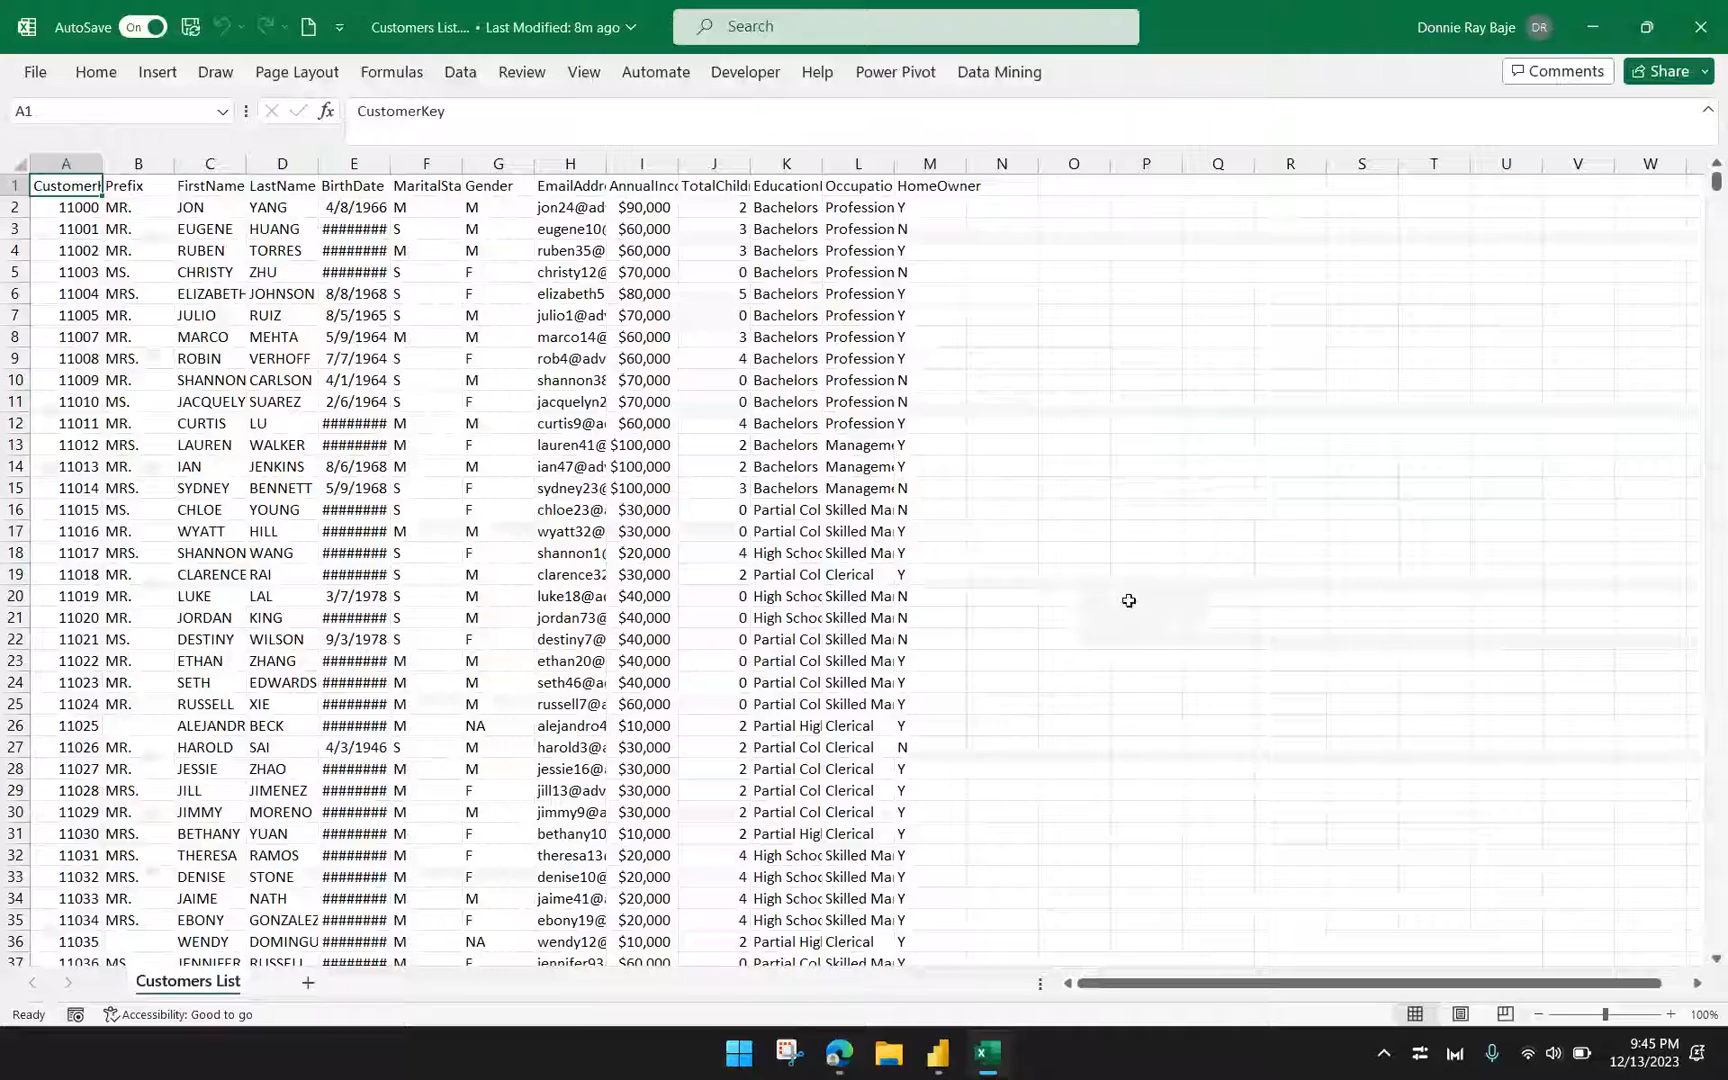 AutoSave On Customers List.... • Last Modified: 8m ago Search Donnie Ray Baje DR
File Home Insert Draw Page Layout Formulas Data Review View Automate Developer Help Power Pivot Data Mining Comments Share
A1 fx CustomerKey
A B C D E F G H I J K L M N O P Q R S T U V W
1 CustomerK Prefix FirstName LastName BirthDate MaritalSta Gender EmailAddre AnnualInco TotalChildr EducationL Occupatio HomeOwner
2 11000 MR. JON YANG 4/8/1966 M M jon24@ad $90,000 2 Bachelors Profession Y
3 11001 MR. EUGENE HUANG ######## S M eugene10@ $60,000 3 Bachelors Profession N
4 11002 MR. RUBEN TORRES ######## M M ruben35@ $60,000 3 Bachelors Profession Y
5 11003 MS. CHRISTY ZHU ######## S F christy12@ $70,000 0 Bachelors Profession N
6 11004 MRS. ELIZABETH JOHNSON 8/8/1968 S F elizabeth5 $80,000 5 Bachelors Profession Y
7 11005 MR. JULIO RUIZ 8/5/1965 S M julio1@adv $70,000 0 Bachelors Profession Y
8 11007 MR. MARCO MEHTA 5/9/1964 M M marco14@ $60,000 3 Bachelors Profession Y
9 11008 MRS. ROBIN VERHOFF 7/7/1964 S F rob4@adv $60,000 4 Bachelors Profession Y
10 11009 MR. SHANNON CARLSON 4/1/1964 S M shannon38 $70,000 0 Bachelors Profession N
11 11010 MS. JACQUELY SUAREZ 2/6/1964 S F jacquelyn2 $70,000 0 Bachelors Profession N
12 11011 MR. CURTIS LU ######## M M curtis9@a $60,000 4 Bachelors Profession Y
13 11012 MRS. LAUREN WALKER ######## M F lauren41@ $100,000 2 Bachelors Manageme Y
14 11013 MR. IAN JENKINS 8/6/1968 M M ian47@adv $100,000 2 Bachelors Manageme Y
15 11014 MRS. SYDNEY BENNETT 5/9/1968 S F sydney23@ $100,000 3 Bachelors Manageme N
16 11015 MS. CHLOE YOUNG ######## S F chloe23@a $30,000 0 Partial Col Skilled Ma N
17 11016 MR. WYATT HILL ######## M M wyatt32@ $30,000 0 Partial Col Skilled Ma Y
18 11017 MRS. SHANNON WANG ######## S F shannon1@ $20,000 4 High Schoo Skilled Ma Y
19 11018 MR. CLARENCE RAI ######## S M clarence32 $30,000 2 Partial Col Clerical Y
20 11019 MR. LUKE LAL 3/7/1978 S M luke18@ad $40,000 0 High Schoo Skilled Ma N
21 11020 MR. JORDAN KING ######## S M jordan73@ $40,000 0 High Schoo Skilled Ma N
22 11021 MS. DESTINY WILSON 9/3/1978 S F destiny7@ $40,000 0 Partial Col Skilled Ma N
23 11022 MR. ETHAN ZHANG ######## M M ethan20@ $40,000 0 Partial Col Skilled Ma Y
24 11023 MR. SETH EDWARDS ######## M M seth46@a $40,000 0 Partial Col Skilled Ma Y
25 11024 MR. RUSSELL XIE ######## M M russell7@ $60,000 0 Partial Col Skilled Ma Y
26 11025 ALEJANDR BECK ######## M NA alejandro4 $10,000 2 Partial Hig Clerical Y
27 11026 MR. HAROLD SAI 4/3/1946 S M harold3@a $30,000 2 Partial Col Clerical N
28 11027 MR. JESSIE ZHAO ######## M M jessie16@ $30,000 2 Partial Col Clerical Y
29 11028 MRS. JILL JIMENEZ ######## M F jill13@adv $30,000 2 Partial Col Clerical Y
30 11029 MR. JIMMY MORENO ######## M M jimmy9@a $30,000 2 Partial Col Clerical Y
31 11030 MRS. BETHANY YUAN ######## M F bethany10 $10,000 2 Partial Hig Clerical Y
32 11031 MRS. THERESA RAMOS ######## M F theresa13 $20,000 4 High Schoo Skilled Ma Y
33 11032 MRS. DENISE STONE ######## M F denise10@ $20,000 4 High Schoo Skilled Ma Y
34 11033 MR. JAIME NATH ######## M M jaime41@ $20,000 4 High Schoo Skilled Ma Y
35 11034 MRS. EBONY GONZALEZ ######## M F ebony19@ $20,000 4 High Schoo Skilled Ma Y
36 11035 WENDY DOMINGU ######## M NA wendy12@ $10,000 2 Partial Hig Clerical Y
37 11036 MS. JENNIFER RUSSELL ######## M F jennifer93 $60,000 0 Partial Col Skilled Ma Y
Customers List
Ready Accessibility: Good to go 100%
9:45 PM
12/13/2023